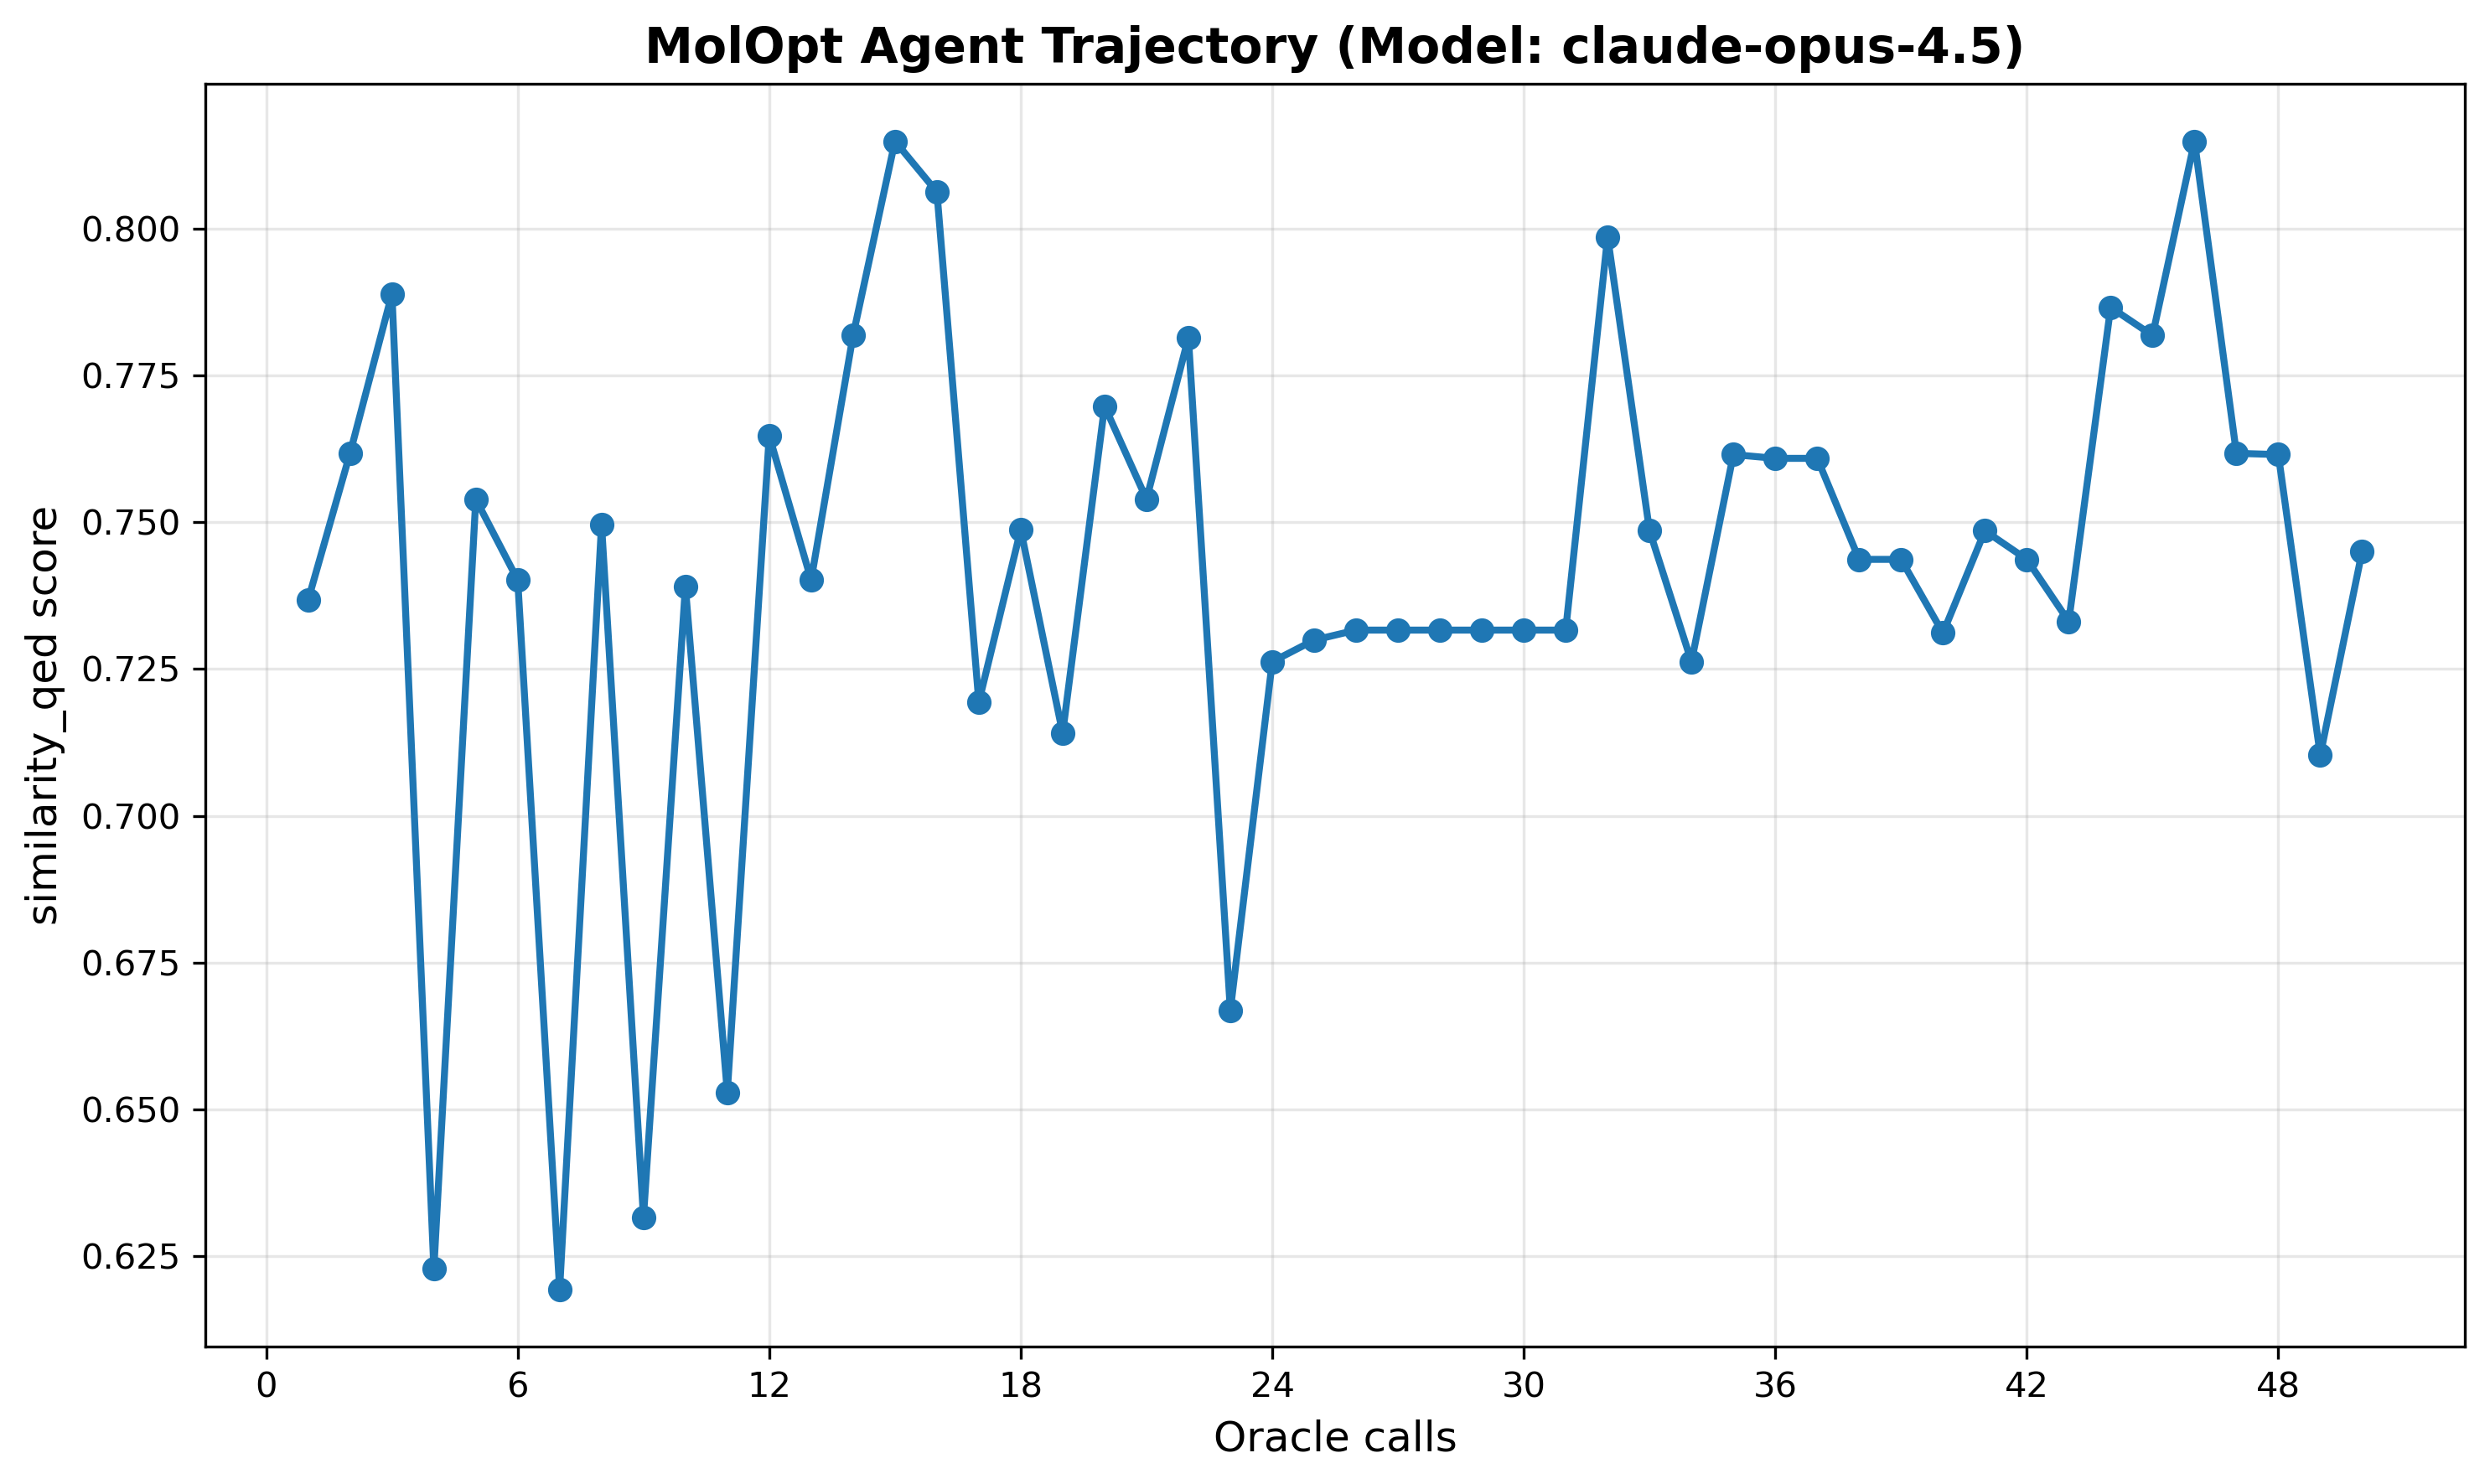 MolOpt Agent Trajectory (Model: claude-opus-4.5)
similarity_qed score
0.800
0.775
0.750
0.725
0.700
0.675
0.650
0.625
0 6 12 18 24 30 36 42 48
Oracle calls